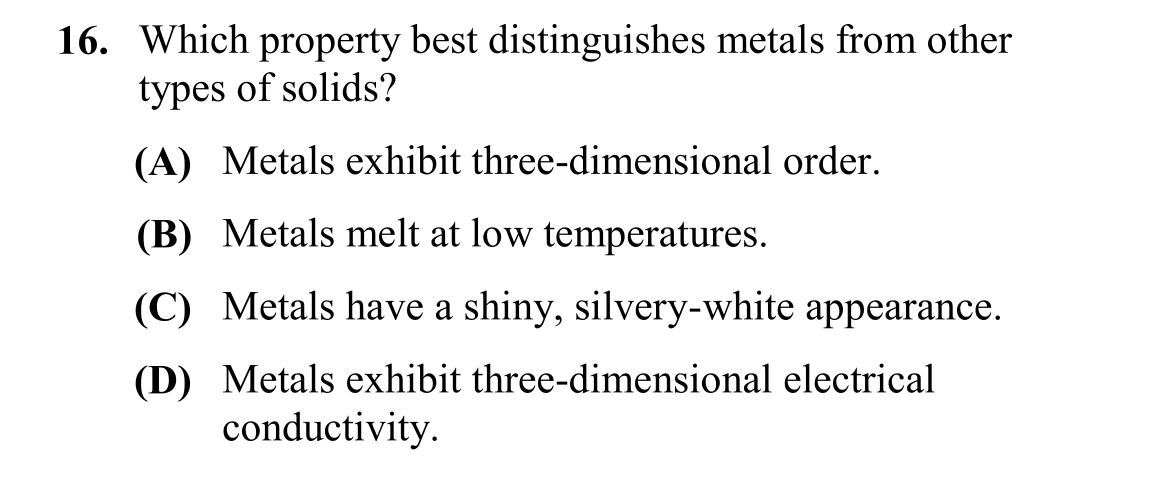 16. Which property best distinguishes metals from other
types of solids?
(A) Metals exhibit three-dimensional order.
(B) Metals melt at low temperatures.
(C) Metals have a shiny, silvery-white appearance.
(D) Metals exhibit three-dimensional electrical
conductivity.